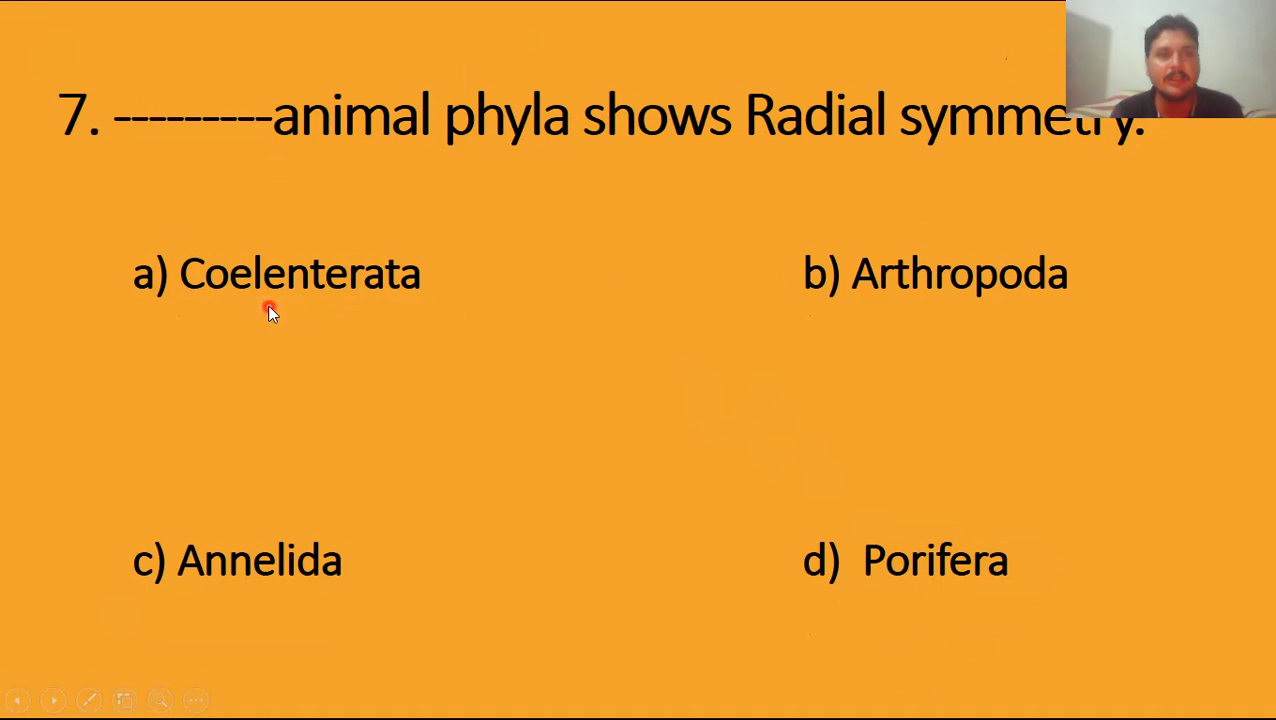 7. ---------animal phyla shows Radial symmetry.
a) Coelenterata
b) Arthropoda
c) Annelida
d) Porifera